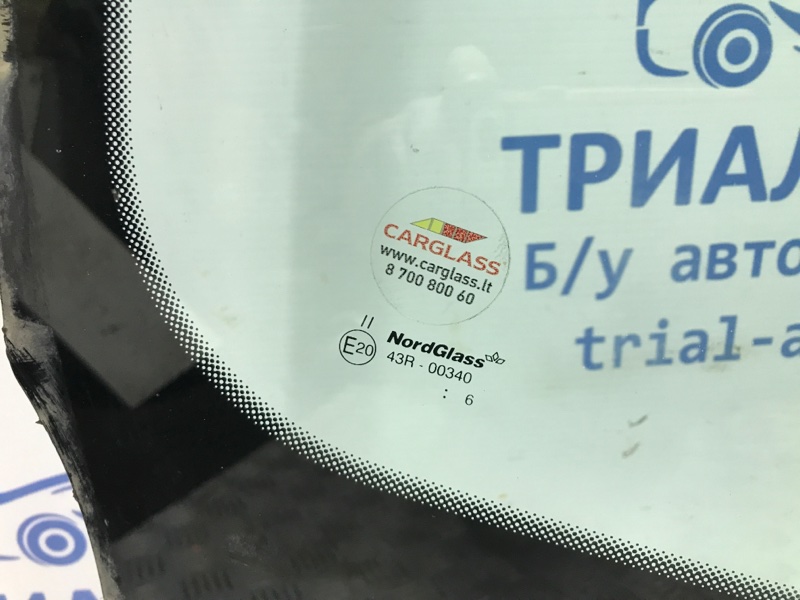 ТРИАЛ
Б/у авто
trial-a
CARGLASS
www.carglass.lt
8 700 800 60
II
E20
NordGlass
43R - 00340
: 6